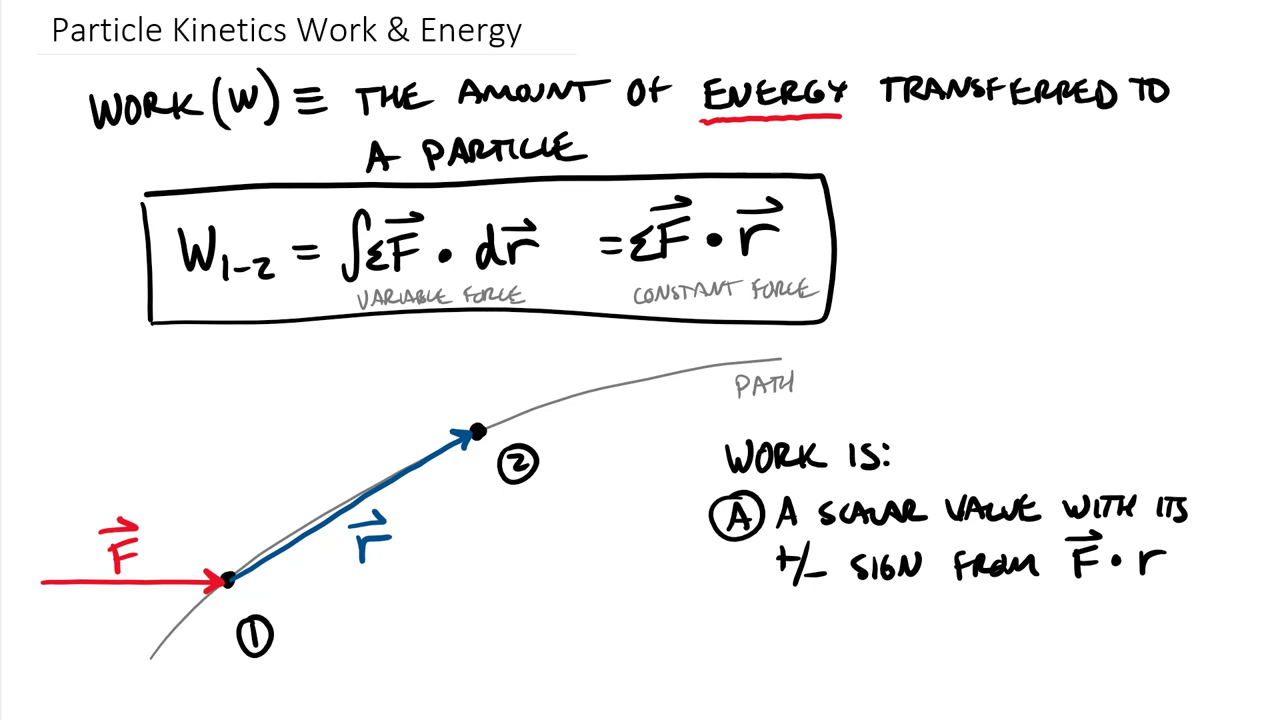 Particle Kinetics Work & Energy
WORK (W) ≡ THE AMOUNT OF ENERGY TRANSFERRED TO
A PARTICLE
W₁₋₂ = ∫ΣF⃗ • dr⃗ = ΣF⃗ • r⃗
VARIABLE FORCE CONSTANT FORCE
PATH
②
WORK IS:
Ⓐ A SCALAR VALUE WITH ITS
+/- SIGN FROM F⃗ • r
F⃗
r⃗
①